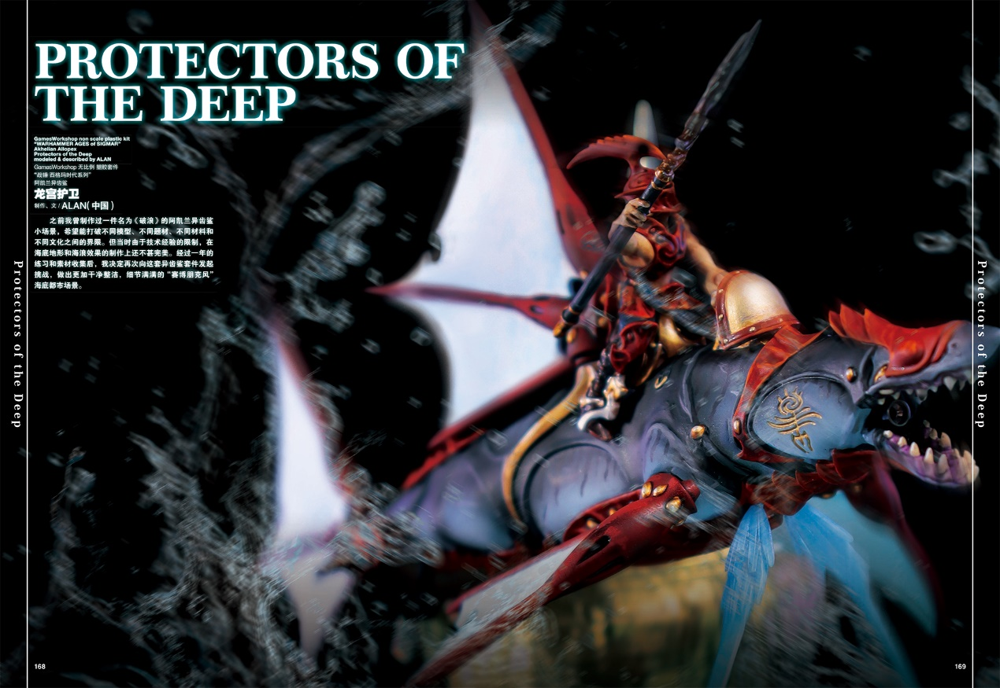 PROTECTORS OF
THE DEEP
GamesWorkshop non scale plastic kit
"WARHAMMER AGES of SIGMAR"
Akhelian Allopex
Protectors of the Deep
modeled & described by ALAN
GamesWorkshop 无比例 塑胶套件
“战锤 西格玛时代系列”
阿凯兰异齿鲨
龙宫护卫
制作、文 / ALAN( 中国 )
之前我曾制作过一件名为《破浪》的阿凯兰异齿鲨
小场景，希望能打破不同模型、不同题材、不同材料和
不同文化之间的界限。但当时由于技术经验的限制，在
海底地形和海浪效果的制作上还不甚完美。经过一年的
练习和素材收集后，我决定再次向这套异齿鲨套件发起
挑战，做出更加干净整洁，细节满满的“赛博朋克风”
海底都市场景。
Protectors of the Deep
Protectors of the Deep
168
169